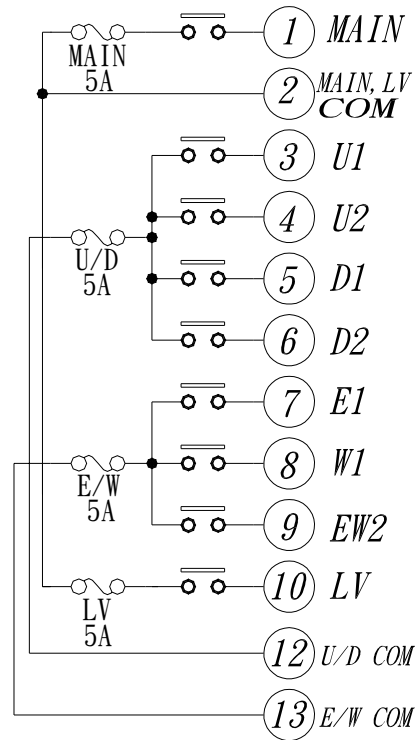 1 MAIN
MAIN
5A
2 MAIN, LV
COM
3 U1
4 U2
U/D
5A
5 D1
6 D2
7 E1
8 W1
E/W
5A
9 EW2
10 LV
LV
5A
12 U/D COM
13 E/W COM